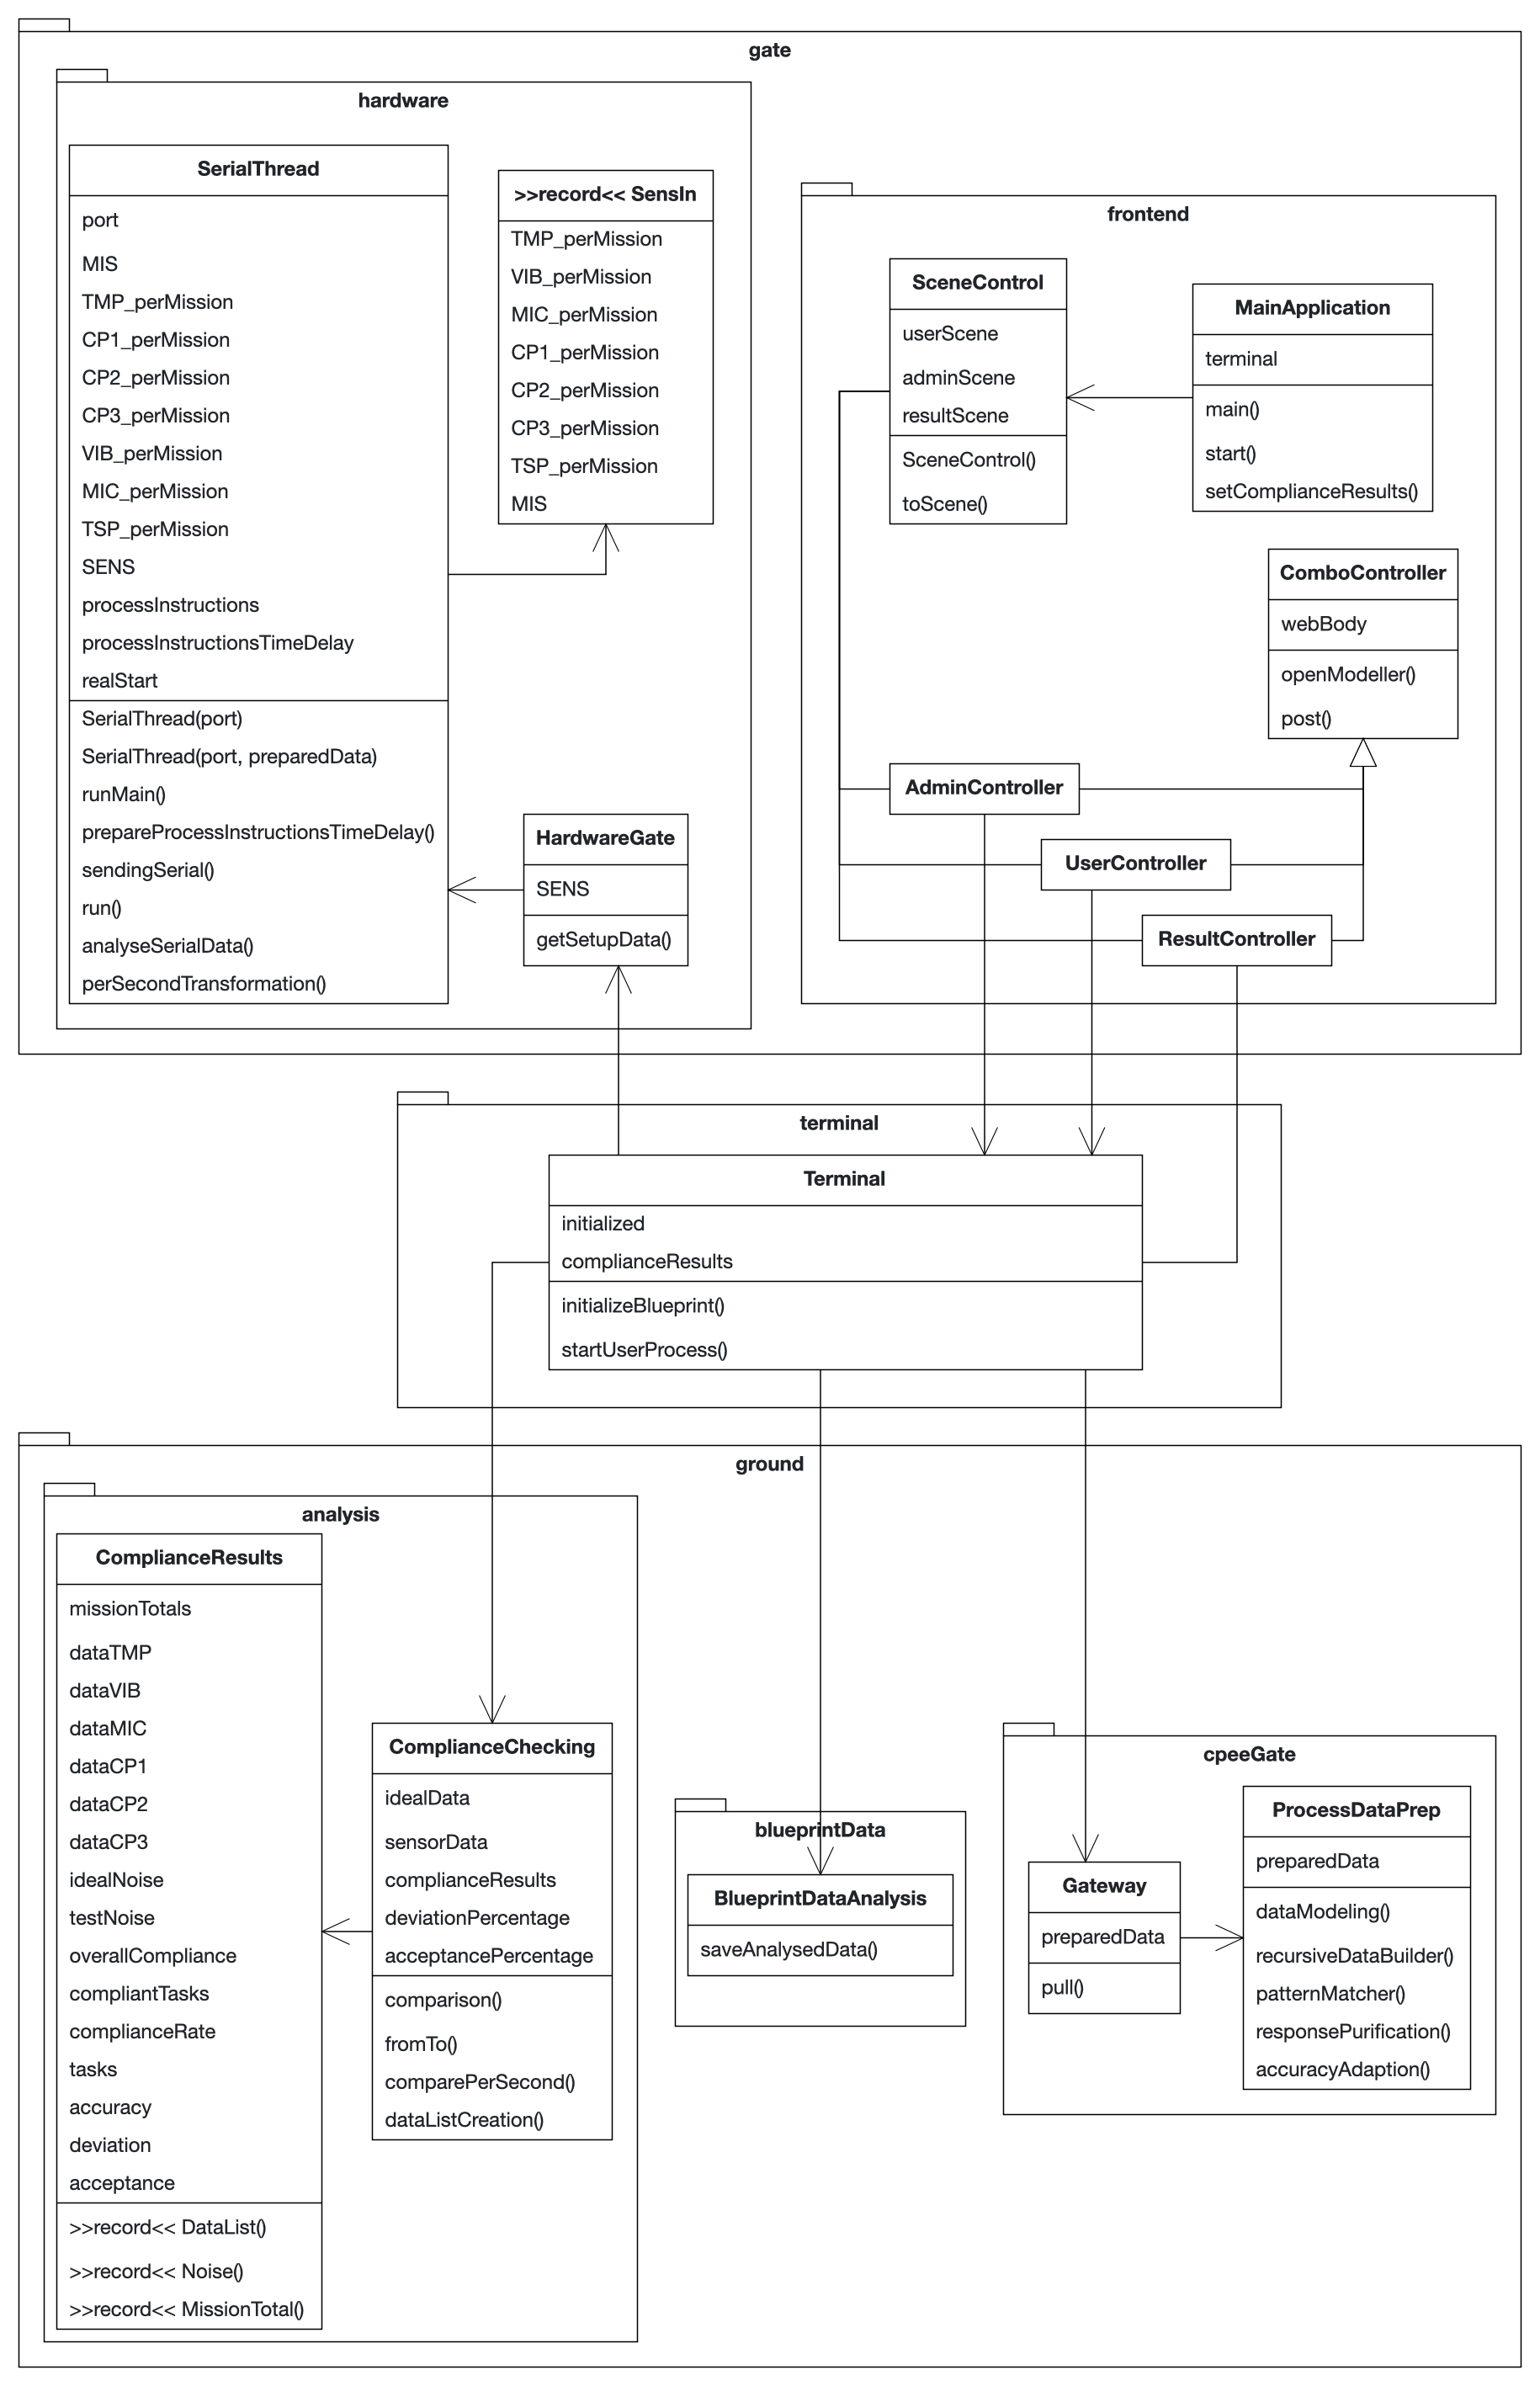 gate
hardware
SerialThread
port
MIS
TMP_perMission
CP1_perMission
CP2_perMission
CP3_perMission
VIB_perMission
MIC_perMission
TSP_perMission
SENS
processInstructions
processInstructionsTimeDelay
realStart
SerialThread(port)
SerialThread(port, preparedData)
runMain()
prepareProcessInstructionsTimeDelay()
sendingSerial()
run()
analyseSerialData()
perSecondTransformation()
>>record<< SensIn
TMP_perMission
VIB_perMission
MIC_perMission
CP1_perMission
CP2_perMission
CP3_perMission
TSP_perMission
MIS
HardwareGate
SENS
getSetupData()
frontend
SceneControl
userScene
adminScene
resultScene
SceneControl()
toScene()
MainApplication
terminal
main()
start()
setComplianceResults()
ComboController
webBody
openModeller()
post()
AdminController
UserController
ResultController
terminal
Terminal
initialized
complianceResults
initializeBlueprint()
startUserProcess()
ground
analysis
ComplianceResults
missionTotals
dataTMP
dataVIB
dataMIC
dataCP1
dataCP2
dataCP3
idealNoise
testNoise
overallCompliance
compliantTasks
complianceRate
tasks
accuracy
deviation
acceptance
>>record<< DataList()
>>record<< Noise()
>>record<< MissionTotal()
ComplianceChecking
idealData
sensorData
complianceResults
deviationPercentage
acceptancePercentage
comparison()
fromTo()
comparePerSecond()
dataListCreation()
blueprintData
BlueprintDataAnalysis
saveAnalysedData()
cpeeGate
Gateway
preparedData
pull()
ProcessDataPrep
preparedData
dataModeling()
recursiveDataBuilder()
patternMatcher()
responsePurification()
accuracyAdaption()